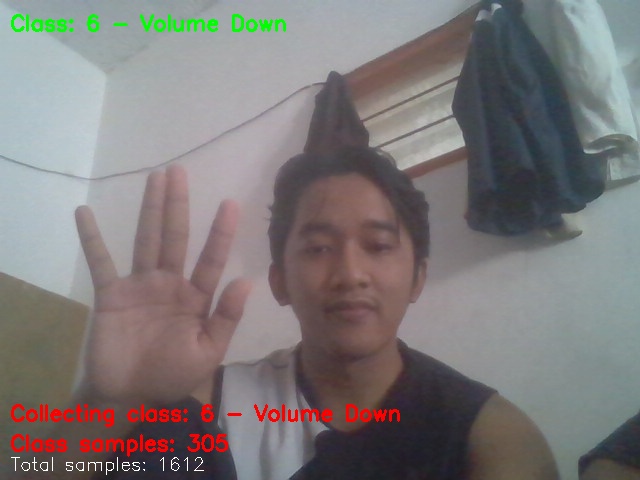 Class: 6 - Volume Down
Collecting class: 6 - Volume Down
Class samples: 305
Total samples: 1612